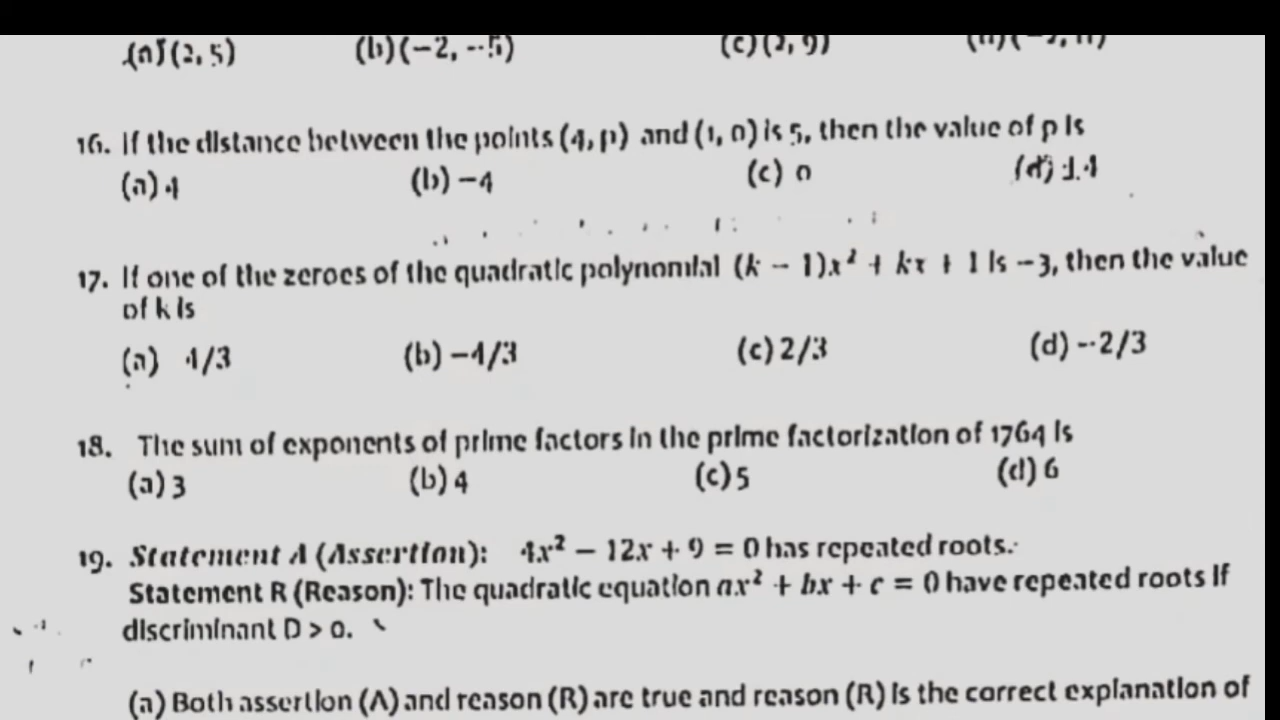 (a) (2, 5) (b) (−2, −5) (c) (2, 9)
16. If the distance between the points (4, p) and (1, 0) is 5, then the value of p is
(a) 4 (b) −4 (c) 0 (d)
17. If one of the zeroes of the quadratic polynomial (k − 1)x² + kx + 1 is −3, then the value
of k is
(a) 4/3 (b) −4/3 (c) 2/3 (d) −2/3
18. The sum of exponents of prime factors in the prime factorization of 1764 is
(a) 3 (b) 4 (c) 5 (d) 6
19. Statement A (Assertion): 4x² − 12x + 9 = 0 has repeated roots.
Statement R (Reason): The quadratic equation ax² + bx + c = 0 have repeated roots if
discriminant D > 0.
(a) Both assertion (A) and reason (R) are true and reason (R) is the correct explanation of